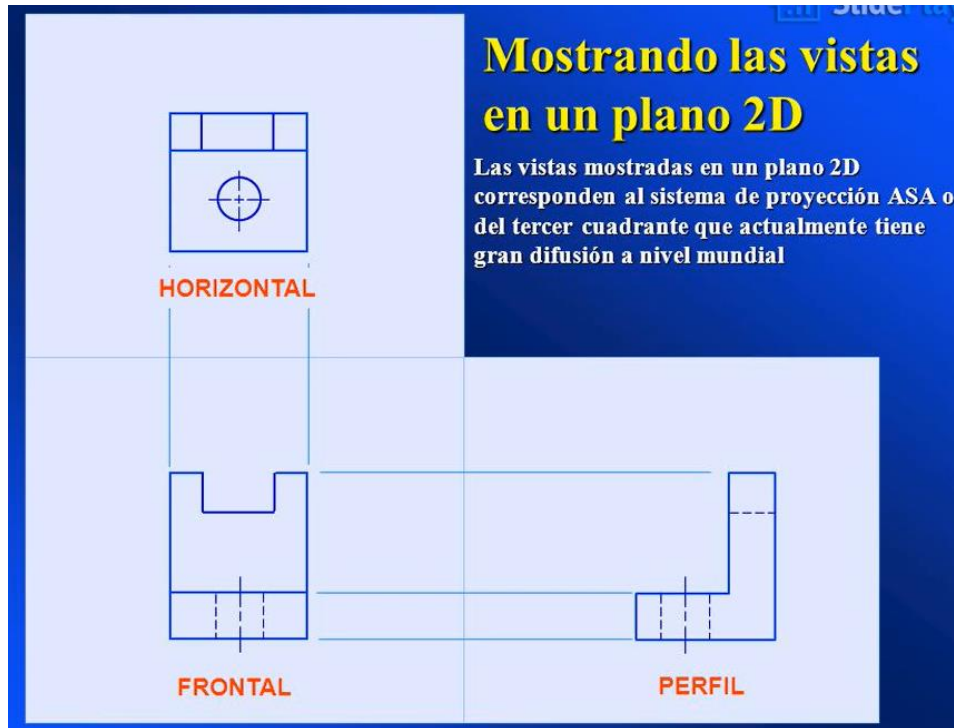 Mostrando las vistas
en un plano 2D
Las vistas mostradas en un plano 2D
corresponden al sistema de proyección ASA o
del tercer cuadrante que actualmente tiene
gran difusión a nivel mundial
HORIZONTAL
FRONTAL
PERFIL